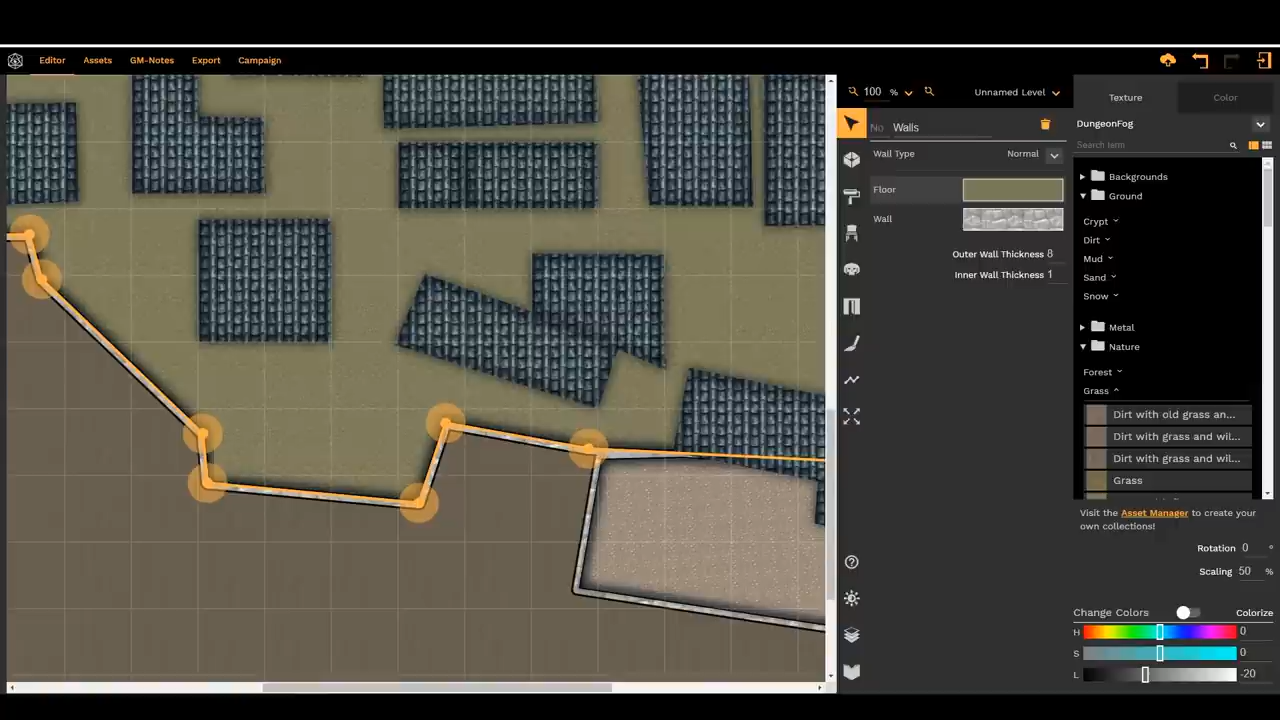 Editor Assets GM-Notes Export Campaign
100 % Unnamed Level
Texture Color
No Walls
DungeonFog
Search term
Wall Type Normal
Floor
Wall
Outer Wall Thickness 8
Inner Wall Thickness 1
Backgrounds
Ground
Crypt
Dirt
Mud
Sand
Snow
Metal
Nature
Forest
Grass
Dirt with old grass an...
Dirt with grass and wil...
Dirt with grass and wil...
Grass
Visit the Asset Manager to create your
own collections!
Rotation 0 °
Scaling 50 %
Change Colors Colorize
H 0
S 0
L -20